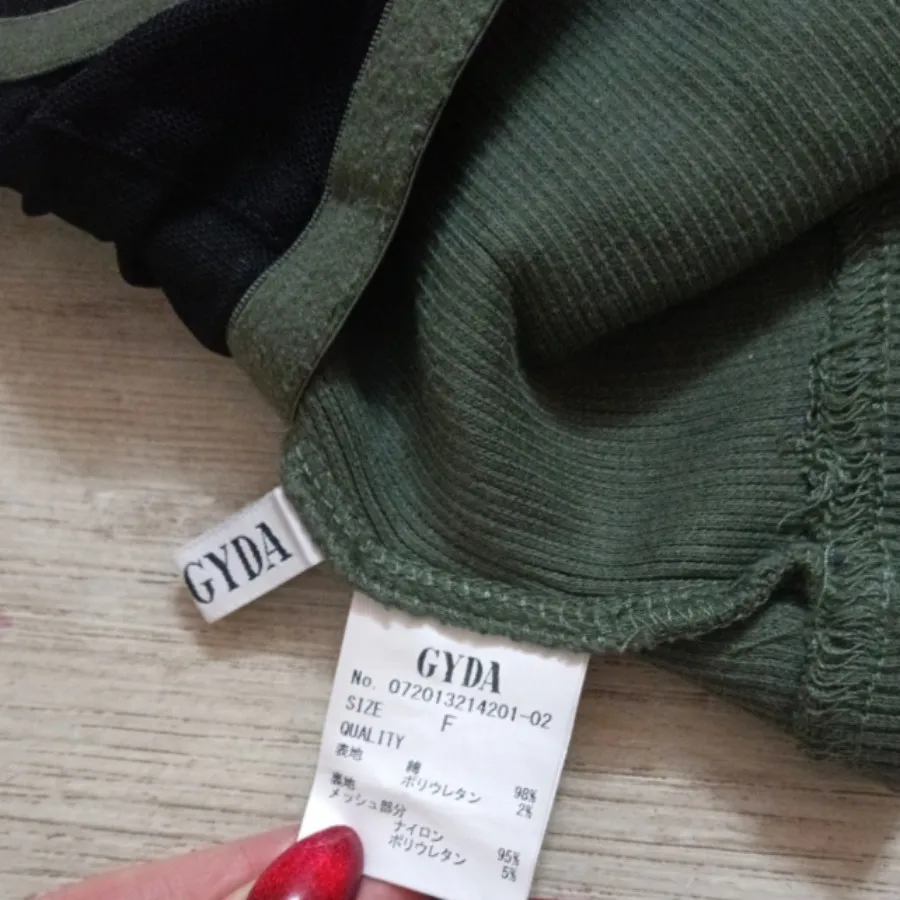 GYDA
GYDA
No. 072013214201-02
SIZE F
QUALITY
表地 綿 98%
ポリウレタン 2%
裏地
メッシュ部分
ナイロン 95%
ポリウレタン 5%